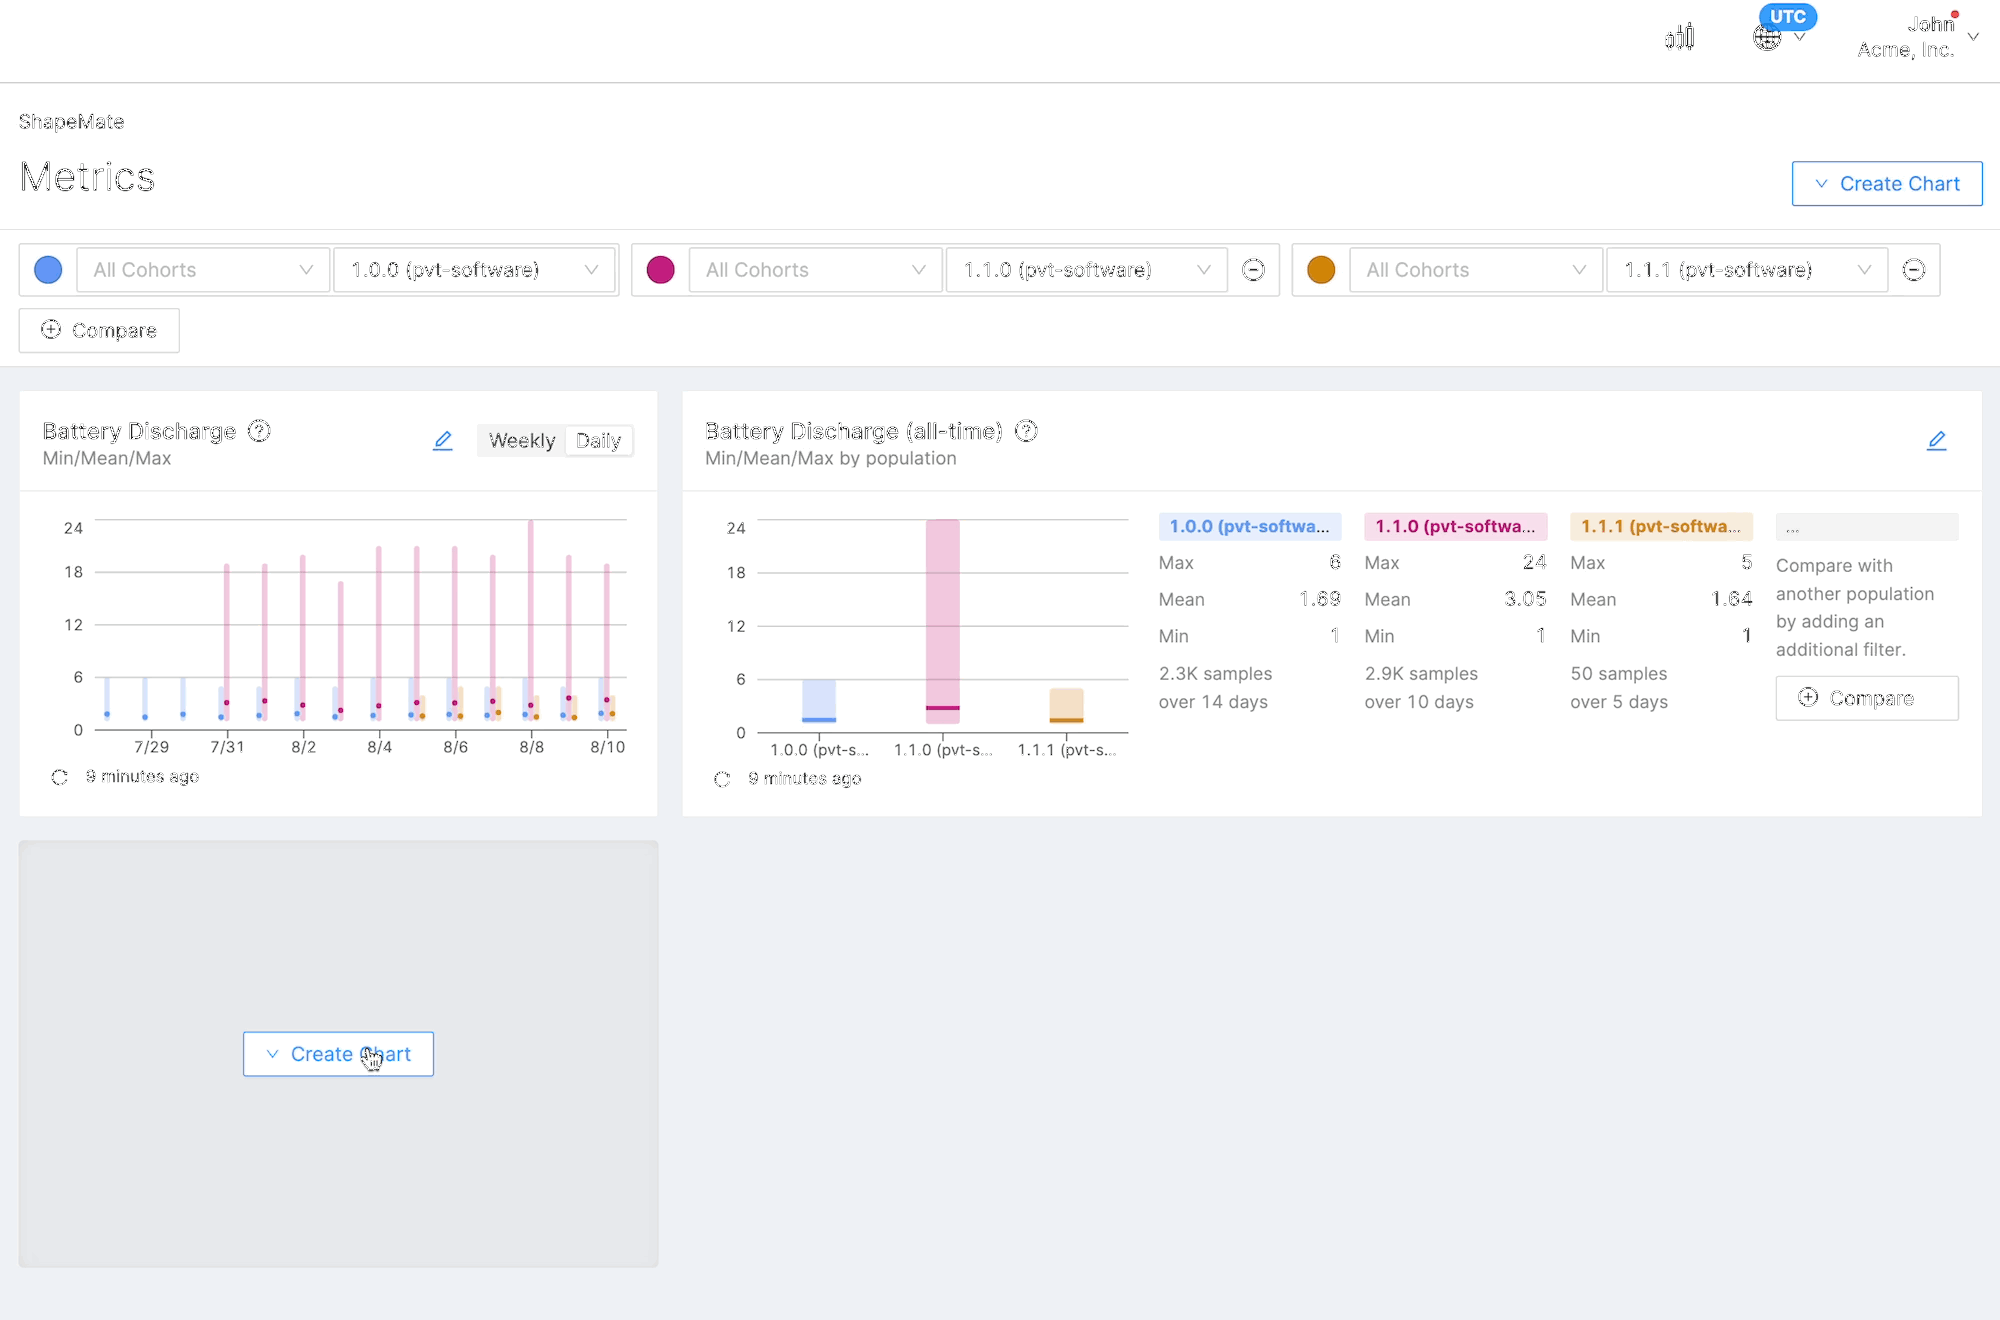 UTC
John
Acme, Inc.
ShapeMate
Metrics
Create Chart
All Cohorts
1.0.0 (pvt-software)
All Cohorts
1.1.0 (pvt-software)
All Cohorts
1.1.1 (pvt-software)
Compare
Battery Discharge
Min/Mean/Max
Weekly Daily
24
18
12
6
0
7/29 7/31 8/2 8/4 8/6 8/8 8/10
9 minutes ago
Battery Discharge (all-time)
Min/Mean/Max by population
24
18
12
6
0
1.0.0 (pvt-s... 1.1.0 (pvt-s... 1.1.1 (pvt-s...
9 minutes ago
1.0.0 (pvt-softwa...
Max 6
Mean 1.69
Min 1
2.3K samples
over 14 days
1.1.0 (pvt-softwa...
Max 24
Mean 3.05
Min 1
2.9K samples
over 10 days
1.1.1 (pvt-softwa...
Max 5
Mean 1.64
Min 1
50 samples
over 5 days
...
Compare with
another population
by adding an
additional filter.
Compare
Create Chart